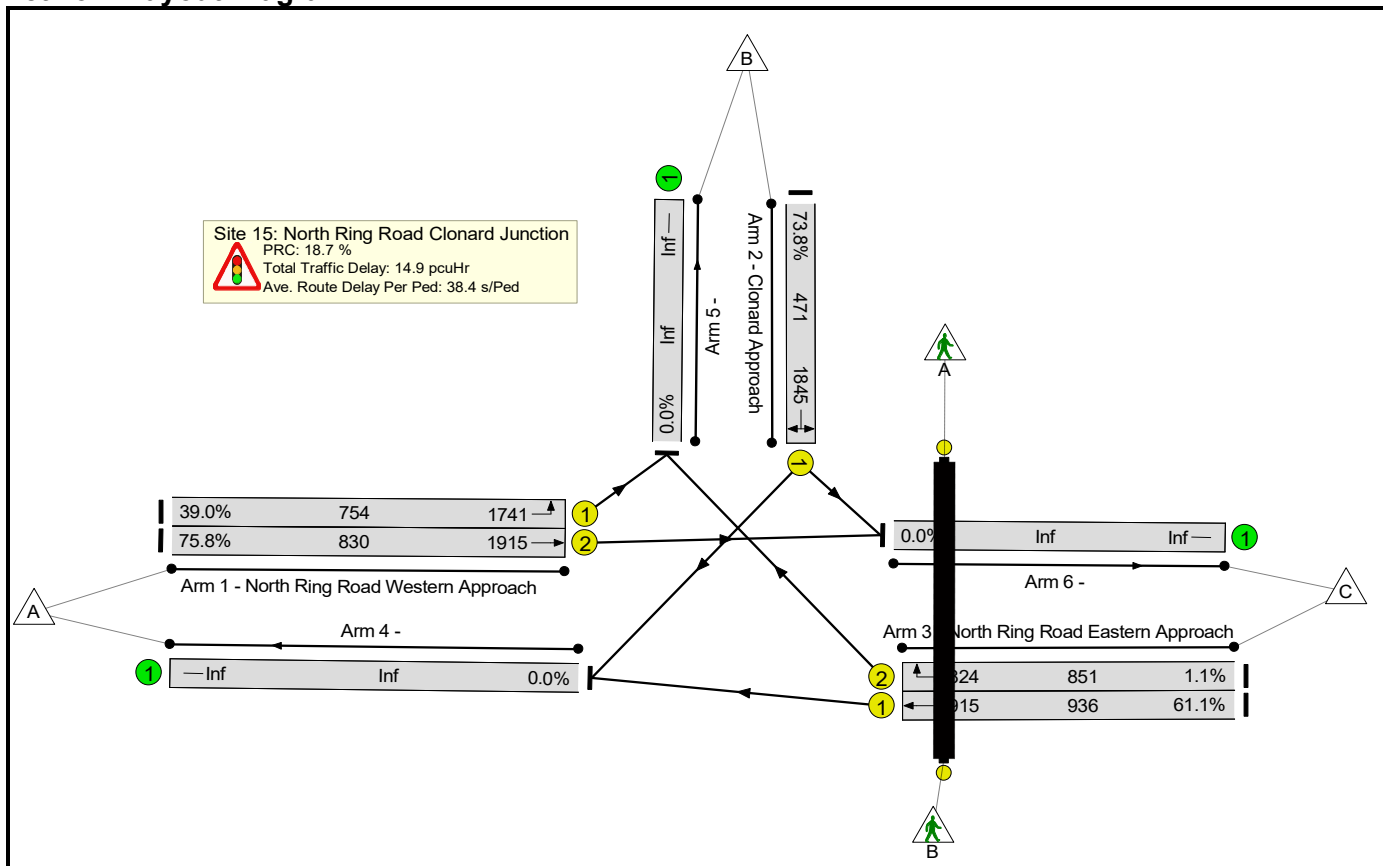 B
Site 15: North Ring Road Clonard Junction
PRC: 18.7 %
Total Traffic Delay: 14.9 pcuHr
Ave. Route Delay Per Ped: 38.4 s/Ped
1
Inf
Inf
0.0%
Arm 5 -
Arm 2 - Clonard Approach
73.8% 471 1845
1
A
39.0% 754 1741 1
75.8% 830 1915 2
Arm 1 - North Ring Road Western Approach
A
0.0% Inf Inf 1
Arm 6 -
C
Arm 4 -
1 Inf Inf 0.0%
Arm 3 - North Ring Road Eastern Approach
2 824 851 1.1%
1 915 936 61.1%
B